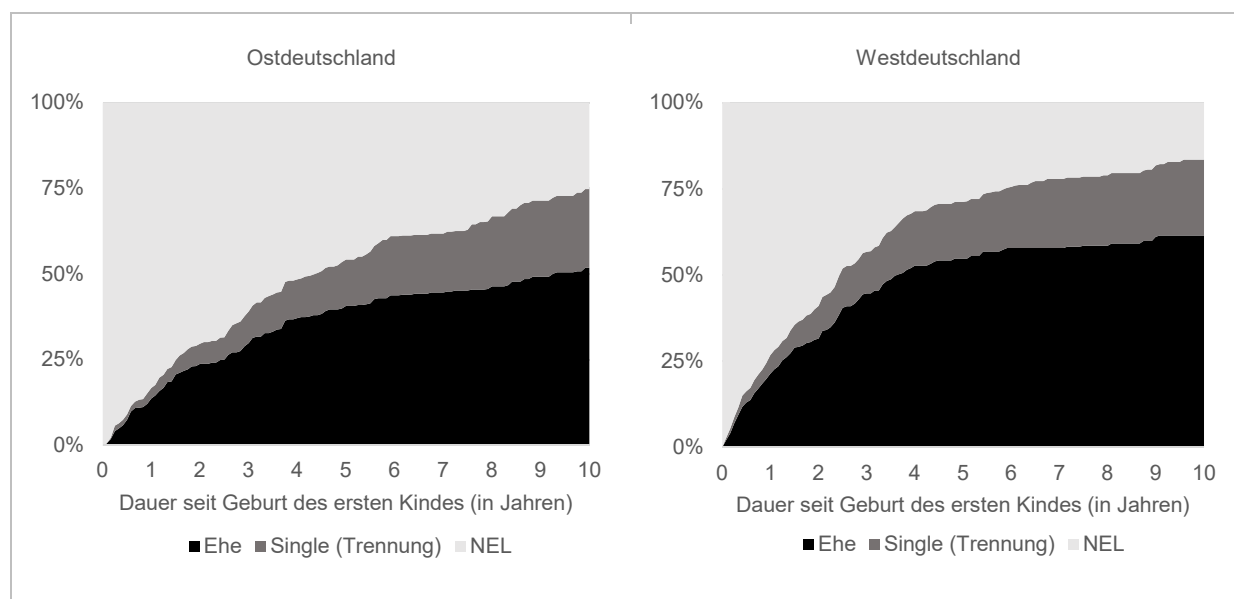 Ostdeutschland
100%
75%
50%
25%
0%
0 1 2 3 4 5 6 7 8 9 10
Dauer seit Geburt des ersten Kindes (in Jahren)
Ehe Single (Trennung) NEL
Westdeutschland
100%
75%
50%
25%
0%
0 1 2 3 4 5 6 7 8 9 10
Dauer seit Geburt des ersten Kindes (in Jahren)
Ehe Single (Trennung) NEL